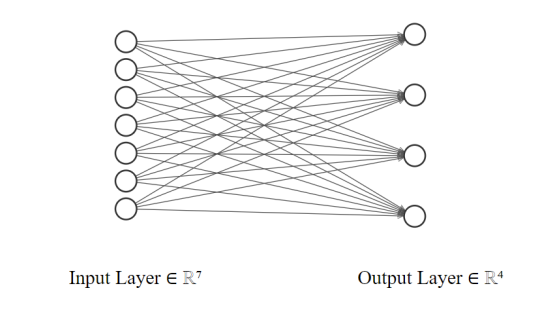 Input Layer ∈ ℝ⁷
Output Layer ∈ ℝ⁴